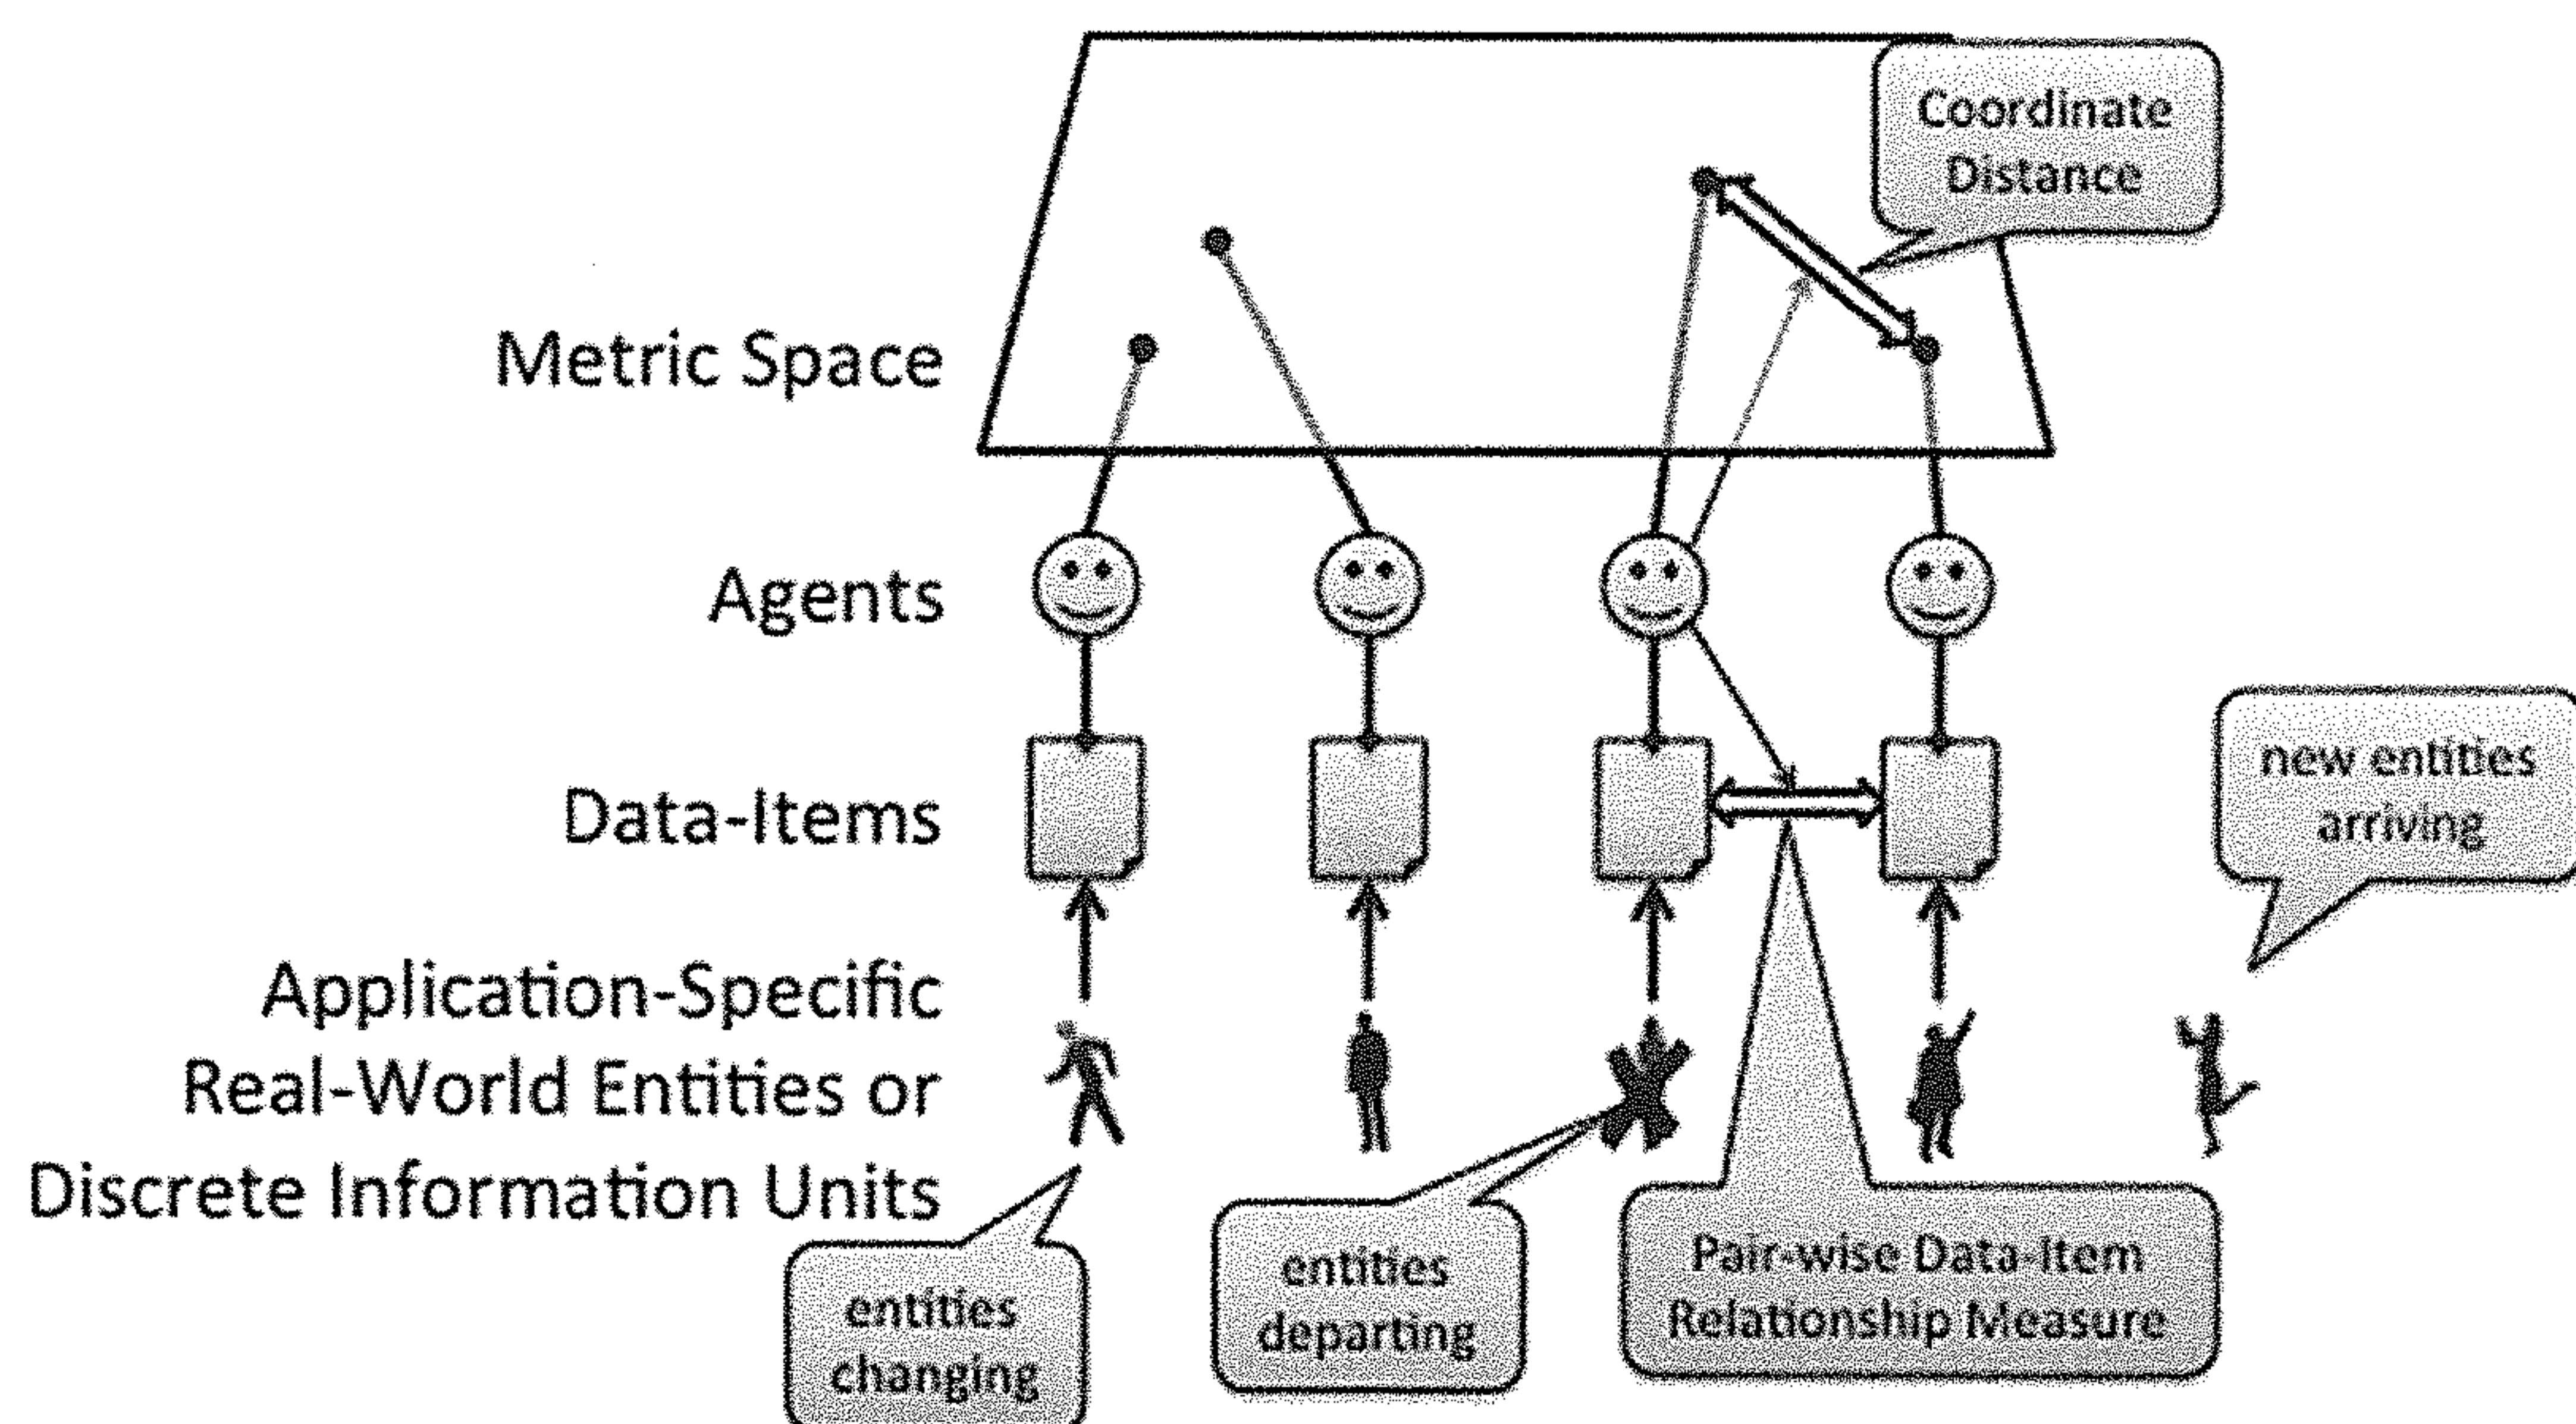 Coordinate
Distance
Metric Space
Agents
Data-Items
new entities
arriving
Application-Specific
Real-World Entities or
Discrete Information Units
entities
changing
entities
departing
Pair-wise Data-Item
Relationship Measure